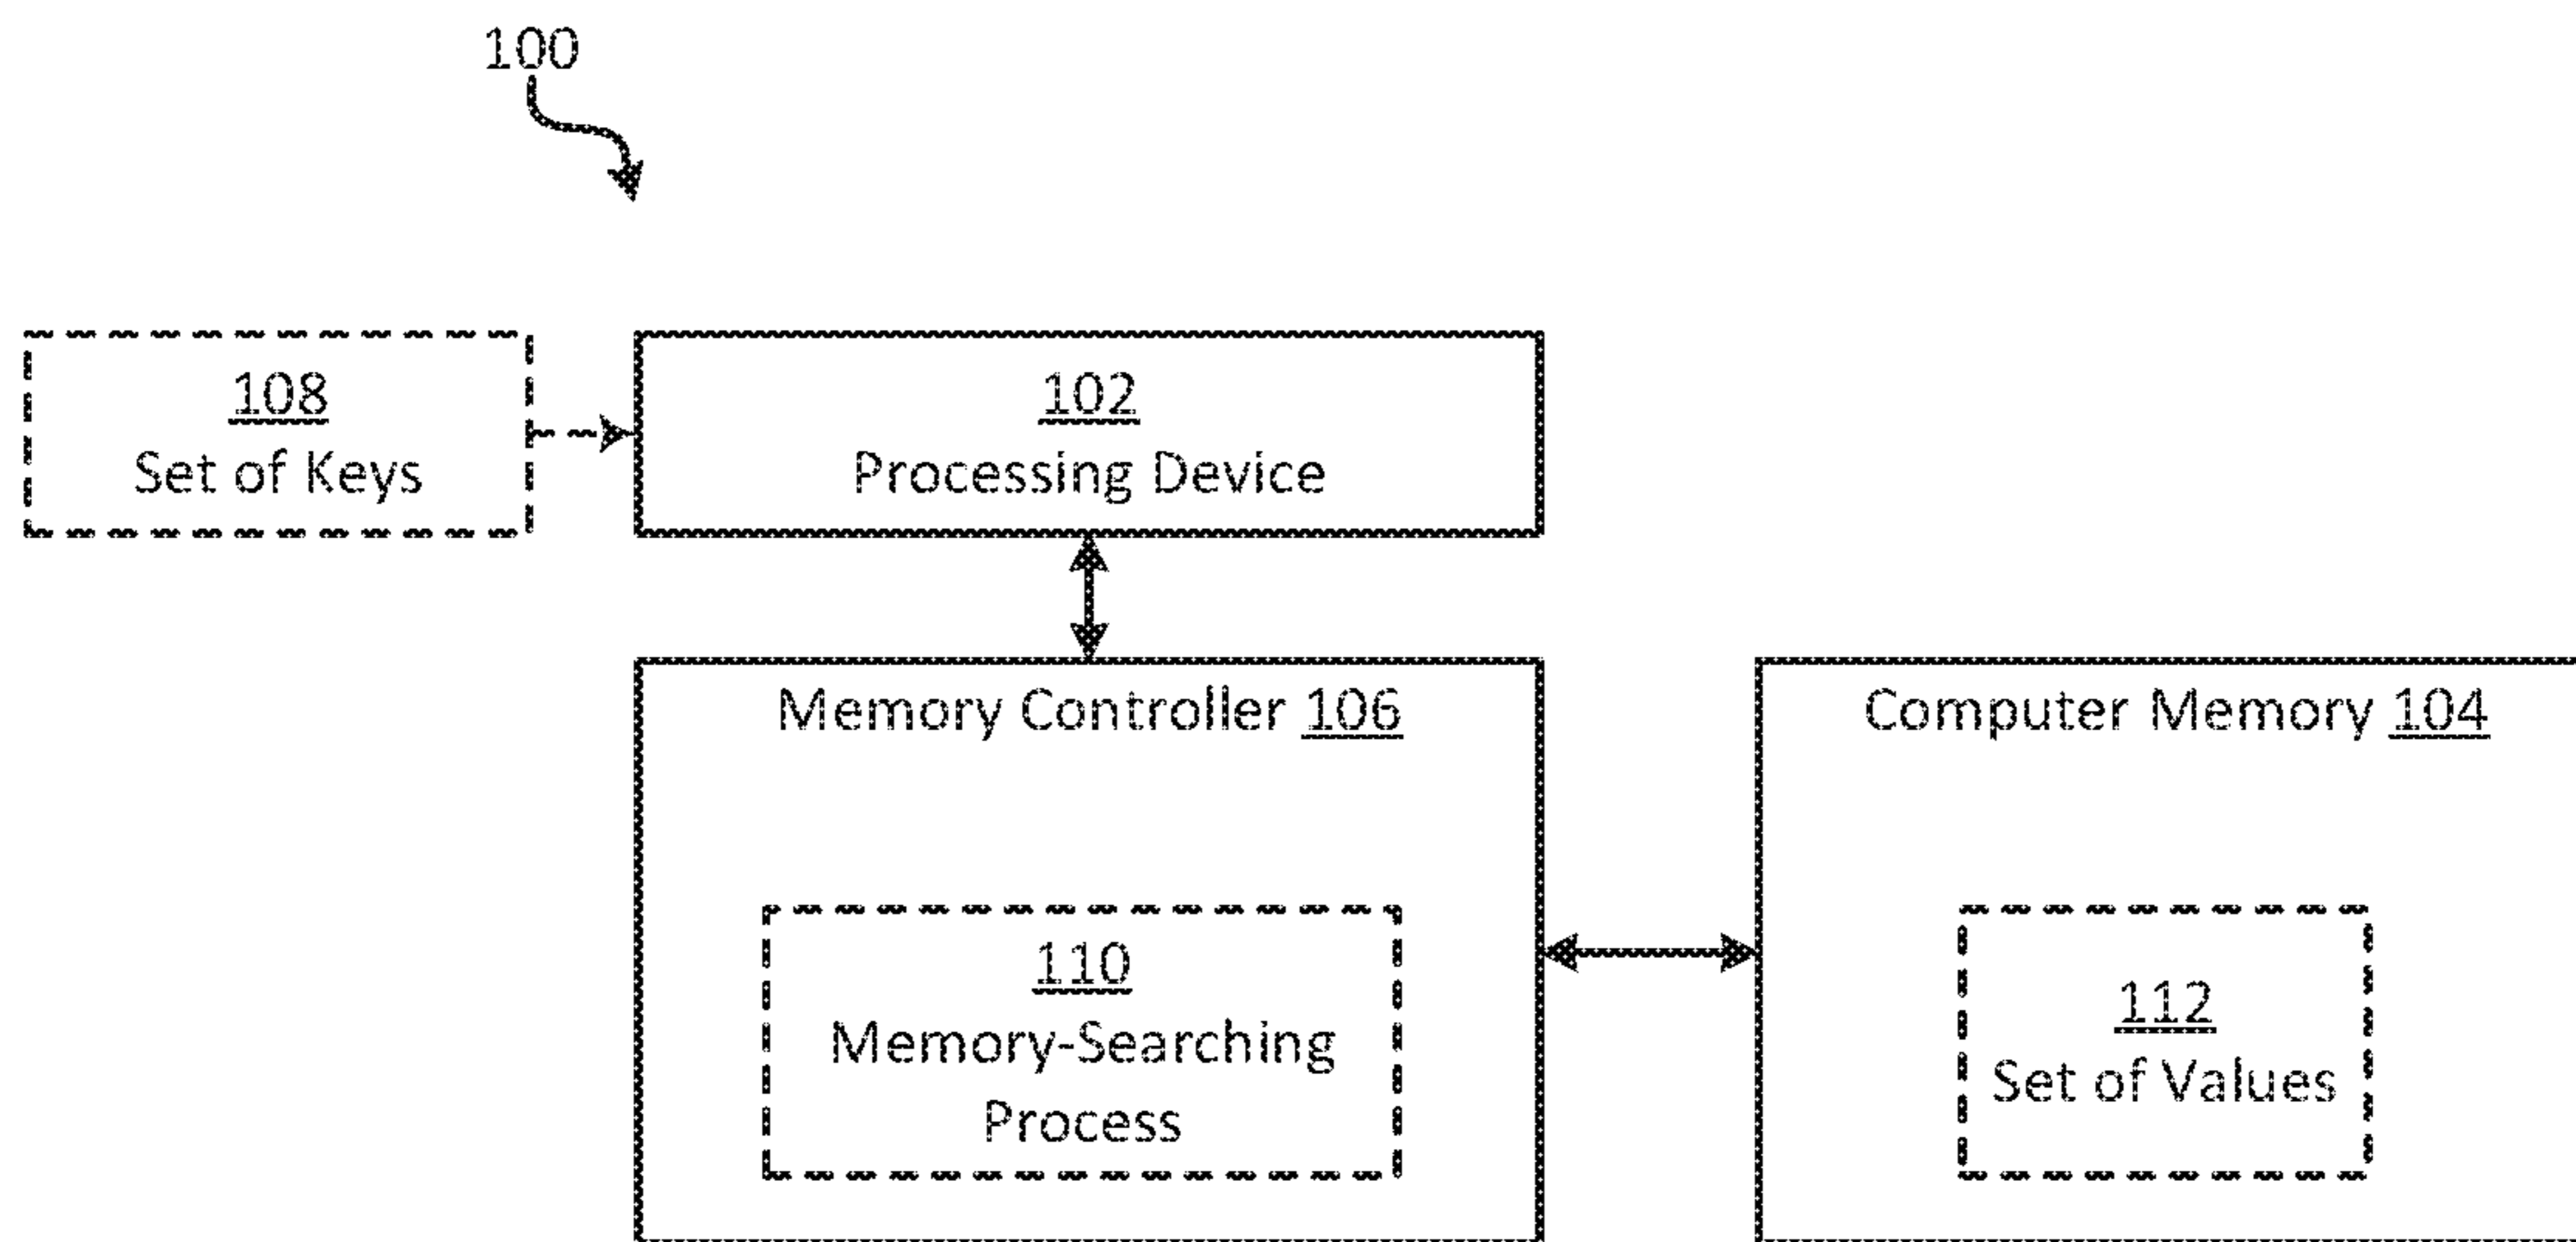 100
108
Set of Keys
102
Processing Device
Memory Controller 106
Computer Memory 104
110
Memory-Searching
Process
112
Set of Values